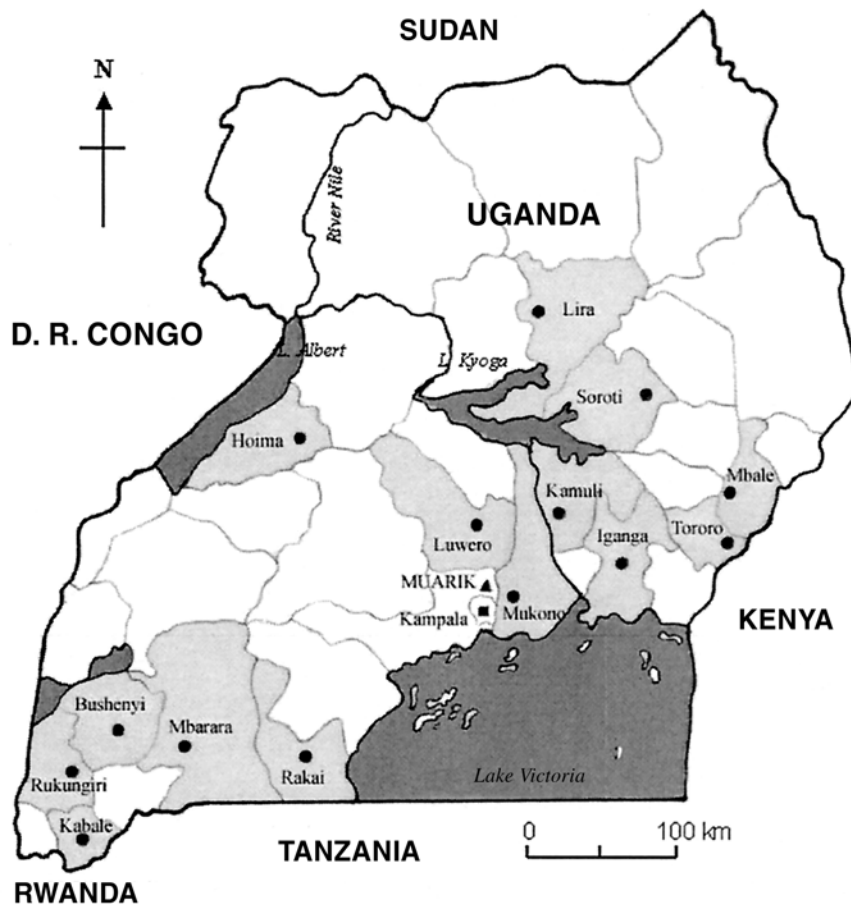 SUDAN
N
River Nile
UGANDA
Lira
D. R. CONGO
L. Albert
L. Kyoga
Soroti
Hoima
Mbale
Kamuli
Luwero
Iganga
Tororo
MUARIK
Kampala
Mukono
KENYA
Bushenyi
Mbarara
Rakai
Lake Victoria
Rukungiri
Kabale
0 100 km
TANZANIA
RWANDA